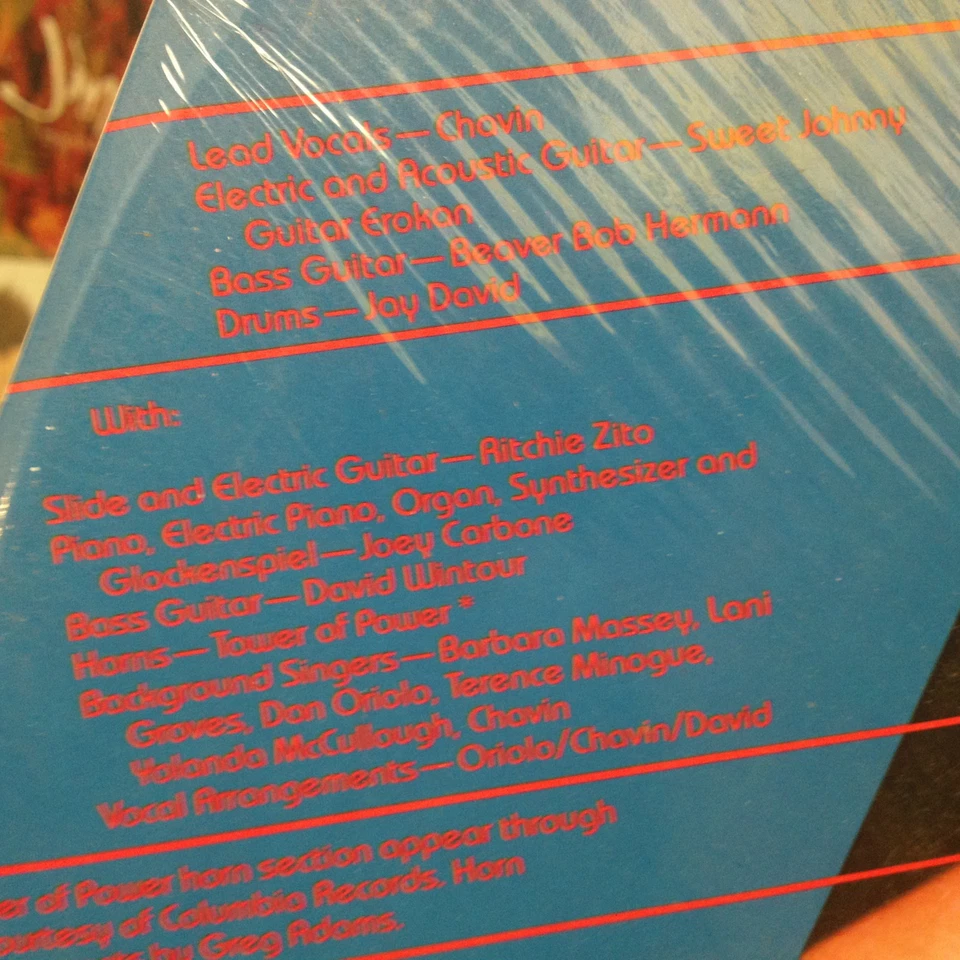 Lead Vocals—Chavin
Electric and Acoustic Guitar—Sweet Johnny
Guitar Erokan
Bass Guitar—Beaver Bob Hermann
Drums—Jay David
With:
Slide and Electric Guitar—Ritchie Zito
Piano, Electric Piano, Organ, Synthesizer and
Glockenspiel—Joey Carbone
Bass Guitar—David Wintour
Horns—Tower of Power*
Background Singers—Barbara Massey, Lani
Groves, Dan Oriolo, Terence Minogue,
Yolanda McCullough, Chavin
Vocal Arrangements—Oriolo/Chavin/David
er of Power horn section appear through
ourtesy of Columbia Records. Horn
by Greg Adams.